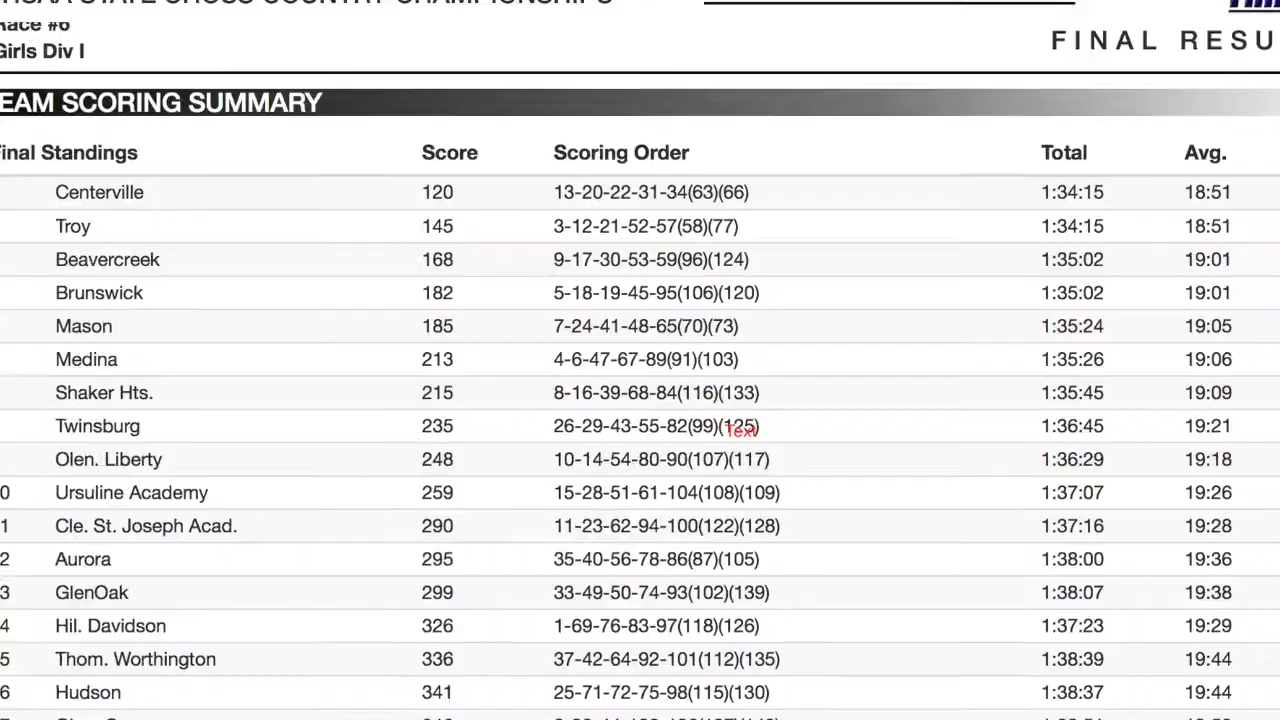 STATE CROSS COUNTRY CHAMPIONSHIPS
Race #6
Girls Div I
FINAL RESU
EAM SCORING SUMMARY
Final Standings Score Scoring Order Total Avg.
Centerville 120 13-20-22-31-34(63)(66) 1:34:15 18:51
Troy 145 3-12-21-52-57(58)(77) 1:34:15 18:51
Beavercreek 168 9-17-30-53-59(96)(124) 1:35:02 19:01
Brunswick 182 5-18-19-45-95(106)(120) 1:35:02 19:01
Mason 185 7-24-41-48-65(70)(73) 1:35:24 19:05
Medina 213 4-6-47-67-89(91)(103) 1:35:26 19:06
Shaker Hts. 215 8-16-39-68-84(116)(133) 1:35:45 19:09
Twinsburg 235 26-29-43-55-82(99)(125) 1:36:45 19:21
Text
Olen. Liberty 248 10-14-54-80-90(107)(117) 1:36:29 19:18
0 Ursuline Academy 259 15-28-51-61-104(108)(109) 1:37:07 19:26
1 Cle. St. Joseph Acad. 290 11-23-62-94-100(122)(128) 1:37:16 19:28
2 Aurora 295 35-40-56-78-86(87)(105) 1:38:00 19:36
3 GlenOak 299 33-49-50-74-93(102)(139) 1:38:07 19:38
4 Hil. Davidson 326 1-69-76-83-97(118)(126) 1:37:23 19:29
5 Thom. Worthington 336 37-42-64-92-101(112)(135) 1:38:39 19:44
6 Hudson 341 25-71-72-75-98(115)(130) 1:38:37 19:44